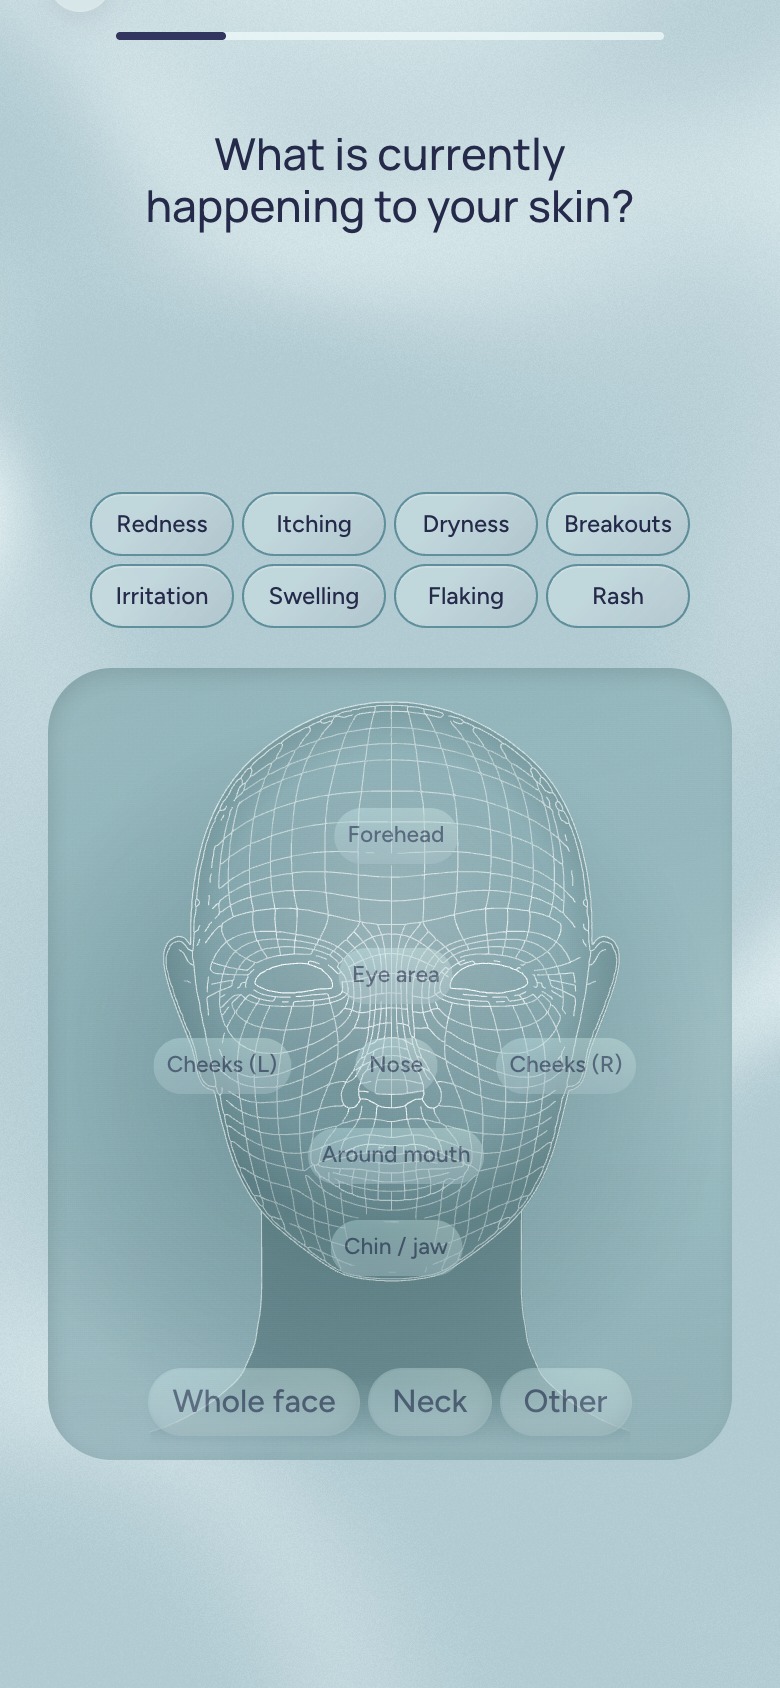 What is currently
happening to your skin?
Redness Itching Dryness Breakouts
Irritation Swelling Flaking Rash
Forehead
Eye area
Cheeks (L) Nose Cheeks (R)
Around mouth
Chin / jaw
Whole face Neck Other